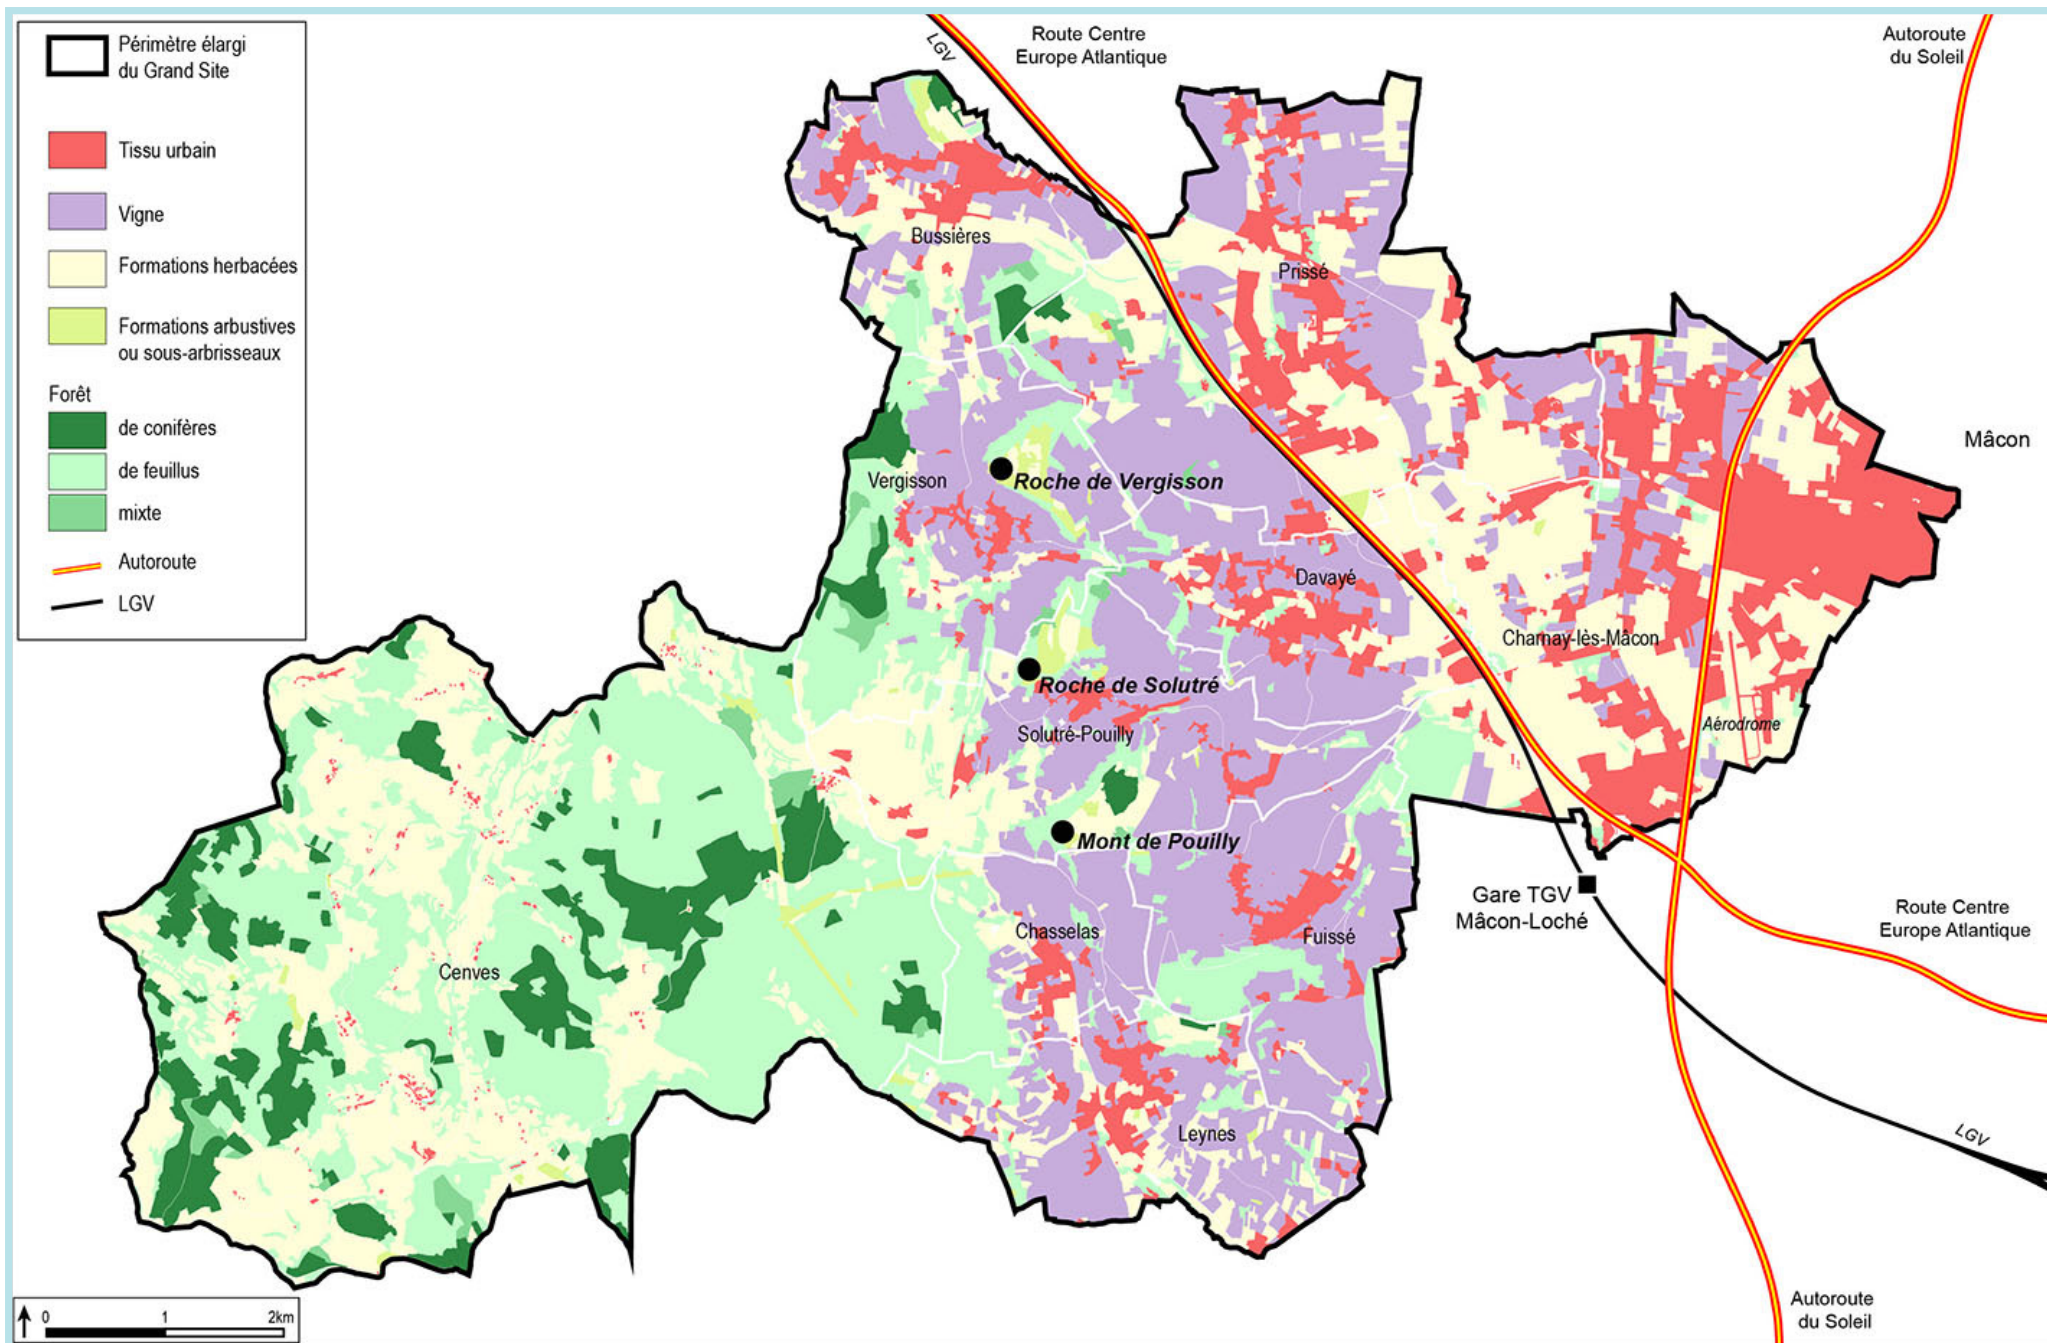 Périmètre élargi
du Grand Site
Tissu urbain
Vigne
Formations herbacées
Formations arbustives
ou sous-arbrisseaux
Forêt
de conifères
de feuillus
mixte
Autoroute
LGV
LGV
Route Centre
Europe Atlantique
Autoroute
du Soleil
Bussières
Prissé
Mâcon
Vergisson
Roche de Vergisson
Davayé
Charnay-lès-Mâcon
Roche de Solutré
Solutré-Pouilly
Aérodrome
Mont de Pouilly
Gare TGV
Mâcon-Loché
Route Centre
Europe Atlantique
Chasselas
Fuissé
Cenves
Leynes
LGV
Autoroute
du Soleil
0 1 2km